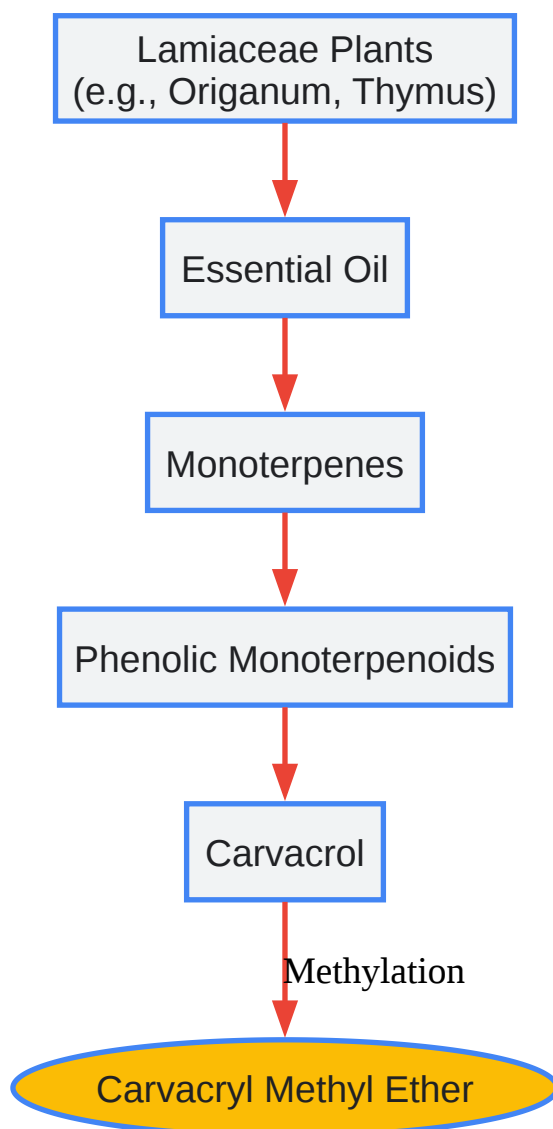 Lamiaceae Plants
(e.g., Origanum, Thymus)
Essential Oil
Monoterpenes
Phenolic Monoterpenoids
Carvacrol
Methylation
Carvacryl Methyl Ether